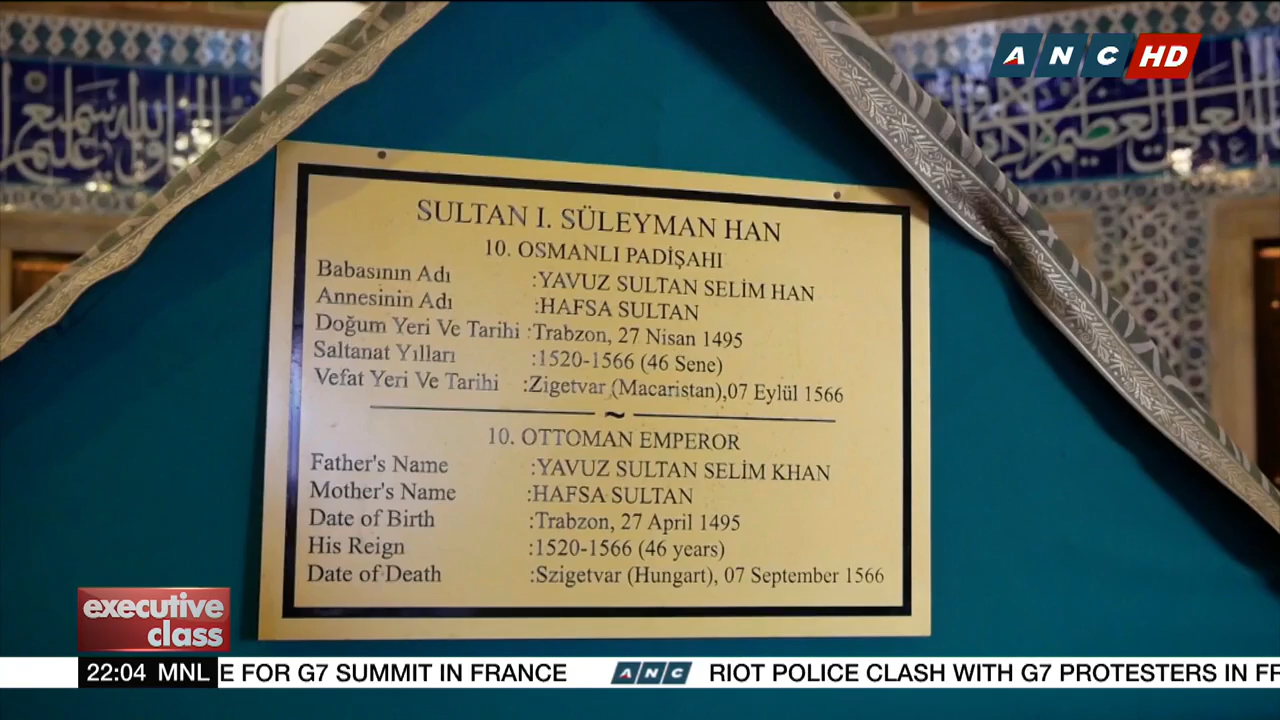 ANC HD
SULTAN I. SÜLEYMAN HAN
10. OSMANLI PADİŞAHI
Babasının Adı :YAVUZ SULTAN SELİM HAN
Annesinin Adı :HAFSA SULTAN
Doğum Yeri Ve Tarihi :Trabzon, 27 Nisan 1495
Saltanat Yılları :1520-1566 (46 Sene)
Vefat Yeri Ve Tarihi :Zigetvar (Macaristan),07 Eylül 1566
~
10. OTTOMAN EMPEROR
Father's Name :YAVUZ SULTAN SELİM KHAN
Mother's Name :HAFSA SULTAN
Date of Birth :Trabzon, 27 April 1495
His Reign :1520-1566 (46 years)
Date of Death :Szigetvar (Hungart), 07 September 1566
executive
class
22:04 MNL E FOR G7 SUMMIT IN FRANCE ANC RIOT POLICE CLASH WITH G7 PROTESTERS IN FR